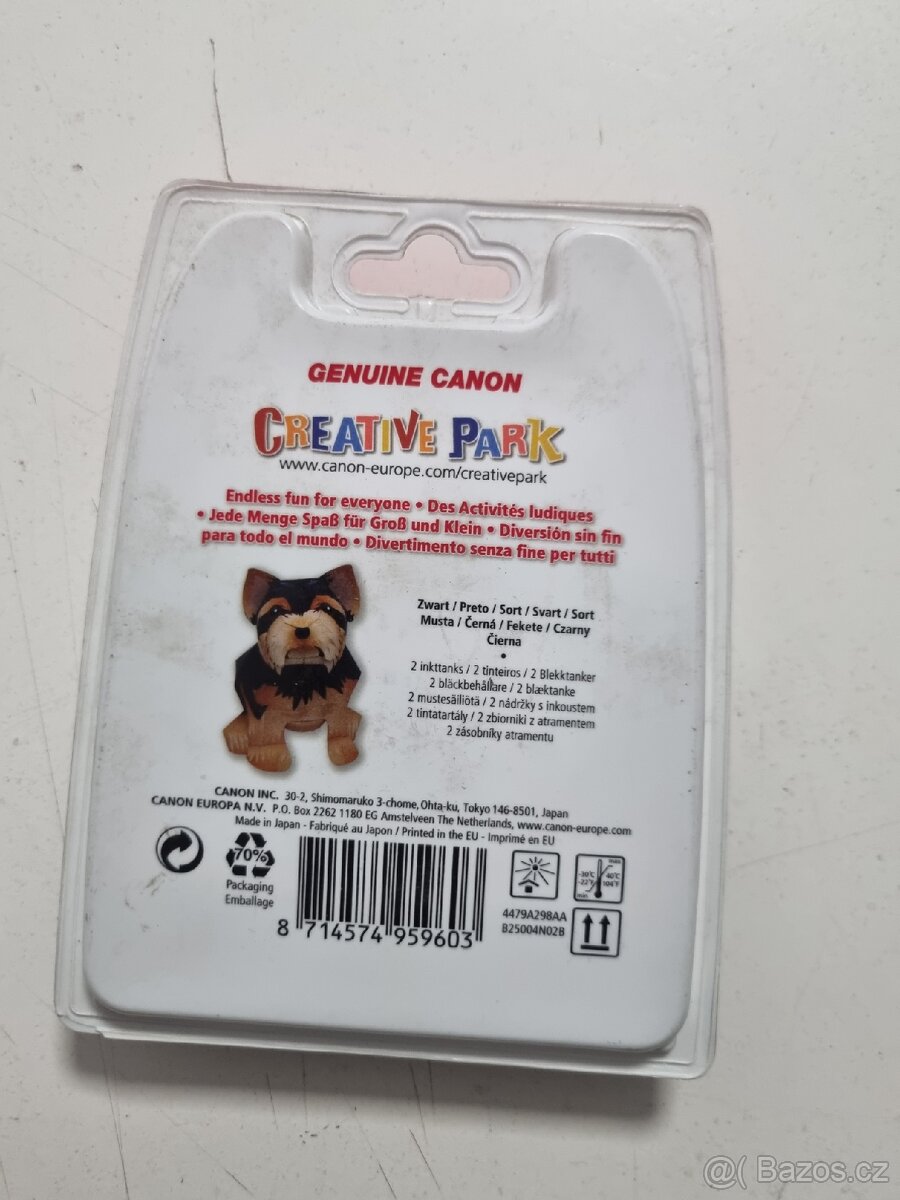 GENUINE CANON
CREATIVE PARK
www.canon-europe.com/creativepark
Endless fun for everyone • Des Activités ludiques
• Jede Menge Spaß für Groß und Klein • Diversión sin fin
para todo el mundo • Divertimento senza fine per tutti
Zwart / Preto / Sort / Svart / Sort
Musta / Černá / Fekete / Czarny
Čierna
•
2 inkttanks / 2 tinteiros / 2 Blekktanker
2 bläckbehållare / 2 blæktanke
2 mustesäiliötä / 2 nádržky s inkoustem
2 tintatartály / 2 zbiorniki z atramentem
2 zásobníky atramentu
CANON INC. 30-2, Shimomaruko 3-chome, Ohta-ku, Tokyo 146-8501, Japan
CANON EUROPA N.V. P.O. Box 2262 1180 EG Amstelveen The Netherlands, www.canon-europe.com
Made in Japan - Fabriqué au Japon / Printed in the EU - Imprimé en EU
70%
Packaging
Emballage
8 714574 959603
max
-30°C 40°C
-22°F 104°F
min
4479A298AA
B25004N02B
@( Bazos.cz